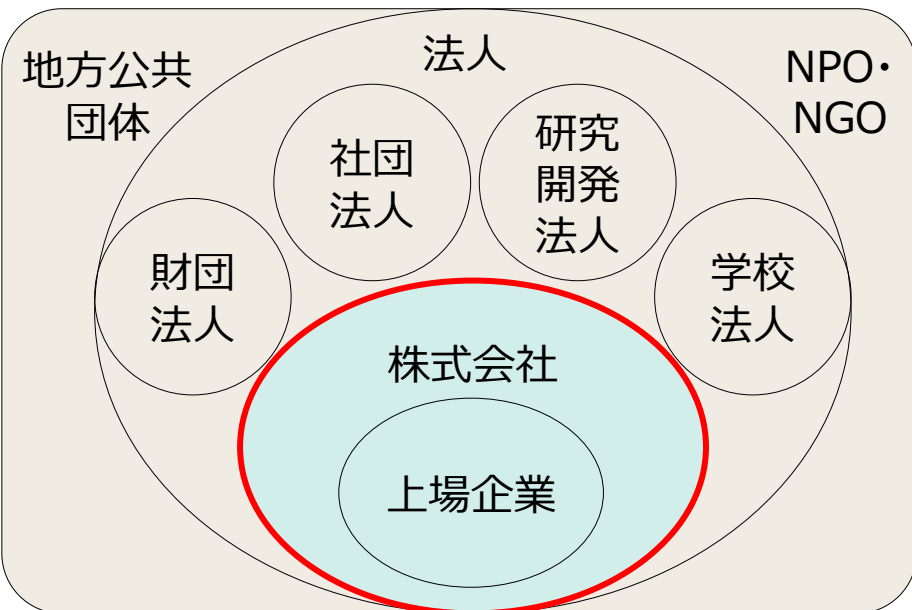 地方公共
団体
法人
NPO・
NGO
社団
法人
研究
開発
法人
財団
法人
学校
法人
株式会社
上場企業